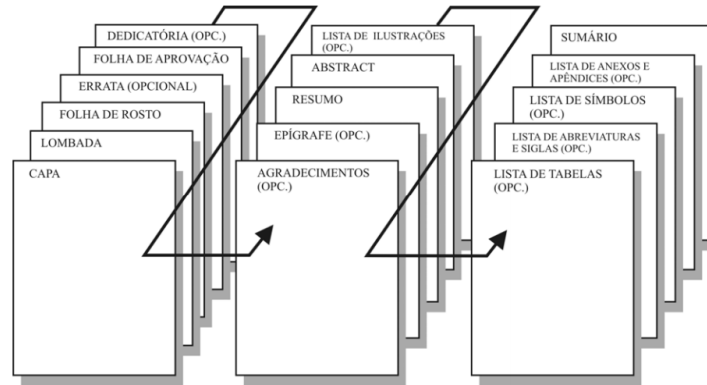 DEDICATÓRIA (OPC.)
FOLHA DE APROVAÇÃO
ERRATA (OPCIONAL)
FOLHA DE ROSTO
LOMBADA
CAPA
LISTA DE ILUSTRAÇÕES
(OPC.)
ABSTRACT
RESUMO
EPÍGRAFE (OPC.)
AGRADECIMENTOS
(OPC.)
SUMÁRIO
LISTA DE ANEXOS E
APÊNDICES (OPC.)
LISTA DE SÍMBOLOS
(OPC.)
LISTA DE ABREVIATURAS
E SIGLAS (OPC.)
LISTA DE TABELAS
(OPC.)